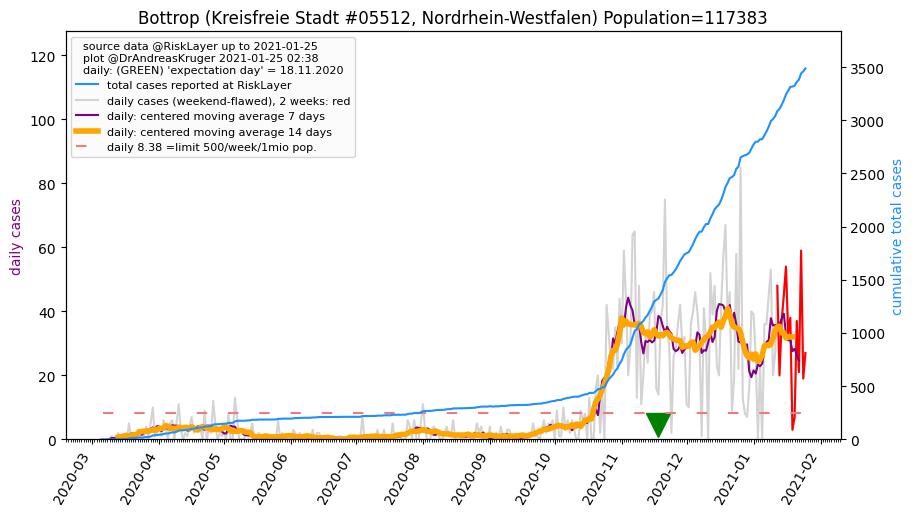 Bottrop (Kreisfreie Stadt #05512, Nordrhein-Westfalen) Population=117383
source data @RiskLayer up to 2021-01-25
plot @DrAndreasKruger 2021-01-25 02:38
daily: (GREEN) 'expectation day' = 18.11.2020
total cases reported at RiskLayer
daily cases (weekend-flawed), 2 weeks: red
daily: centered moving average 7 days
daily: centered moving average 14 days
daily 8.38 =limit 500/week/1mio pop.
daily cases
120
100
80
60
40
20
0
cumulative total cases
3500
3000
2500
2000
1500
1000
500
0
2020-03
2020-04
2020-05
2020-06
2020-07
2020-08
2020-09
2020-10
2020-11
2020-12
2021-01
2021-02